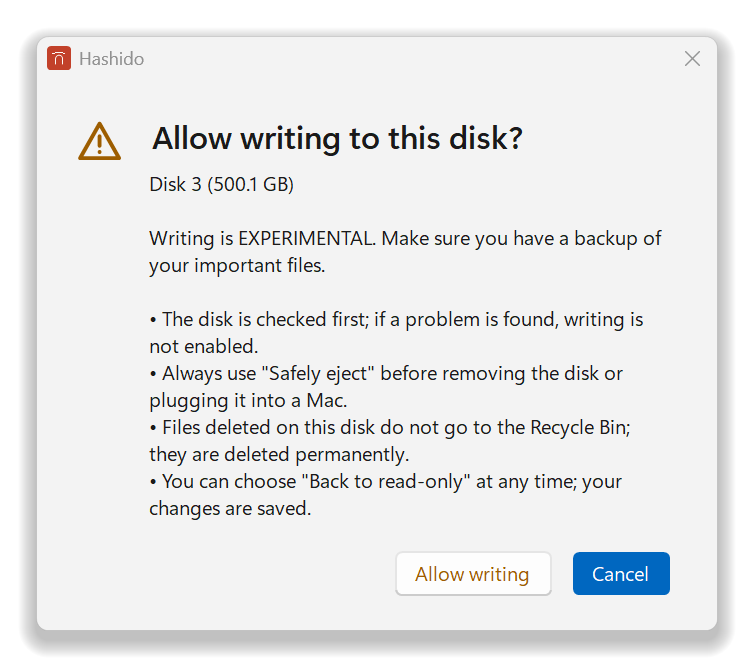 Hashido
Allow writing to this disk?
Disk 3 (500.1 GB)
Writing is EXPERIMENTAL. Make sure you have a backup of
your important files.
• The disk is checked first; if a problem is found, writing is
not enabled.
• Always use "Safely eject" before removing the disk or
plugging it into a Mac.
• Files deleted on this disk do not go to the Recycle Bin;
they are deleted permanently.
• You can choose "Back to read-only" at any time; your
changes are saved.
Allow writing
Cancel